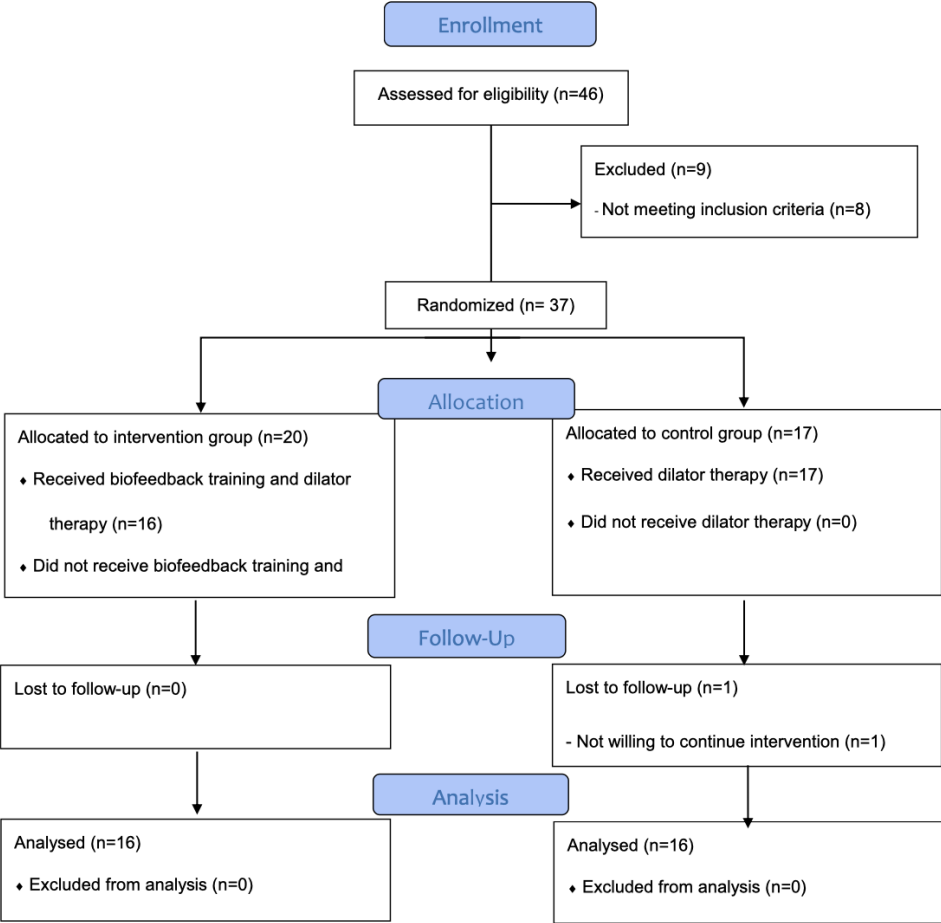 Enrollment
Assessed for eligibility (n=46)
Excluded (n=9)
- Not meeting inclusion criteria (n=8)
Randomized (n= 37)
Allocation
Allocated to intervention group (n=20)
♦ Received biofeedback training and dilator
therapy (n=16)
♦ Did not receive biofeedback training and
Allocated to control group (n=17)
♦ Received dilator therapy (n=17)
♦ Did not receive dilator therapy (n=0)
Follow-Up
Lost to follow-up (n=0)
Lost to follow-up (n=1)
- Not willing to continue intervention (n=1)
Analysis
Analysed (n=16)
♦ Excluded from analysis (n=0)
Analysed (n=16)
♦ Excluded from analysis (n=0)